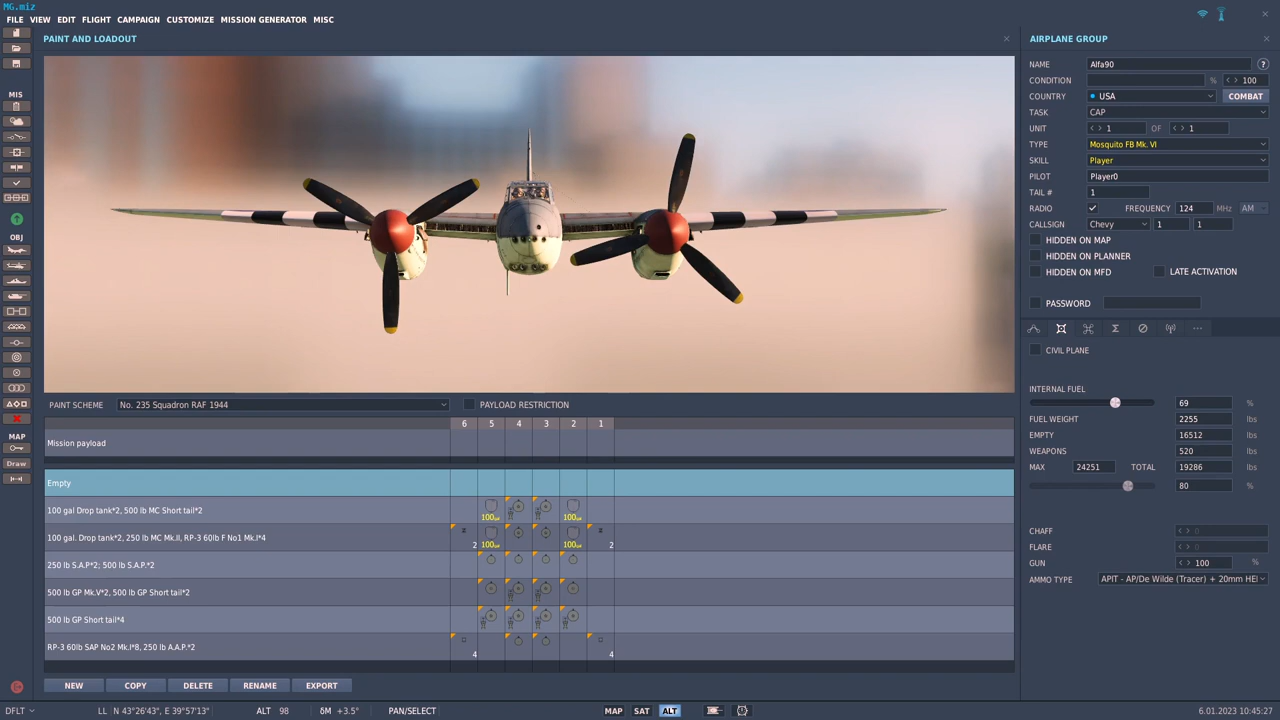 MG.miz
FILE VIEW EDIT FLIGHT CAMPAIGN CUSTOMIZE MISSION GENERATOR MISC
PAINT AND LOADOUT
AIRPLANE GROUP
NAME Alfa90 ?
CONDITION % <> 100
COUNTRY USA COMBAT
TASK CAP
UNIT <> 1 OF <> 1
TYPE Mosquito FB Mk. VI
SKILL Player
PILOT Player0
TAIL # 1
RADIO FREQUENCY 124 MHz AM
CALLSIGN Chevy 1 1
HIDDEN ON MAP
HIDDEN ON PLANNER
HIDDEN ON MFD LATE ACTIVATION
PASSWORD
CIVIL PLANE
INTERNAL FUEL
69 %
FUEL WEIGHT 2255 lbs
EMPTY 16512 lbs
WEAPONS 520 lbs
MAX 24251 TOTAL 19286 lbs
80 %
CHAFF <> 0
FLARE <> 0
GUN <> 100 %
AMMO TYPE APIT - AP/De Wilde (Tracer) + 20mm HEI
MIS
OBJ
MAP
Draw
PAINT SCHEME No. 235 Squadron RAF 1944 PAYLOAD RESTRICTION
6 5 4 3 2 1
Mission payload
Empty
100 gal Drop tank*2, 500 lb MC Short tail*2 100gal 100gal
100 gal. Drop tank*2, 250 lb MC Mk.II, RP-3 60lb F No1 Mk.I*4 2 100gal 100gal 2
250 lb S.A.P*2; 500 lb S.A.P.*2
500 lb GP Mk.V*2, 500 lb GP Short tail*2
500 lb GP Short tail*4
RP-3 60lb SAP No2 Mk.I*8, 250 lb A.A.P.*2 4 4
NEW COPY DELETE RENAME EXPORT
DFLT LL N 43°26'43", E 39°57'13" ALT 98 δM +3.5° PAN/SELECT MAP SAT ALT 6.01.2023 10:45:27